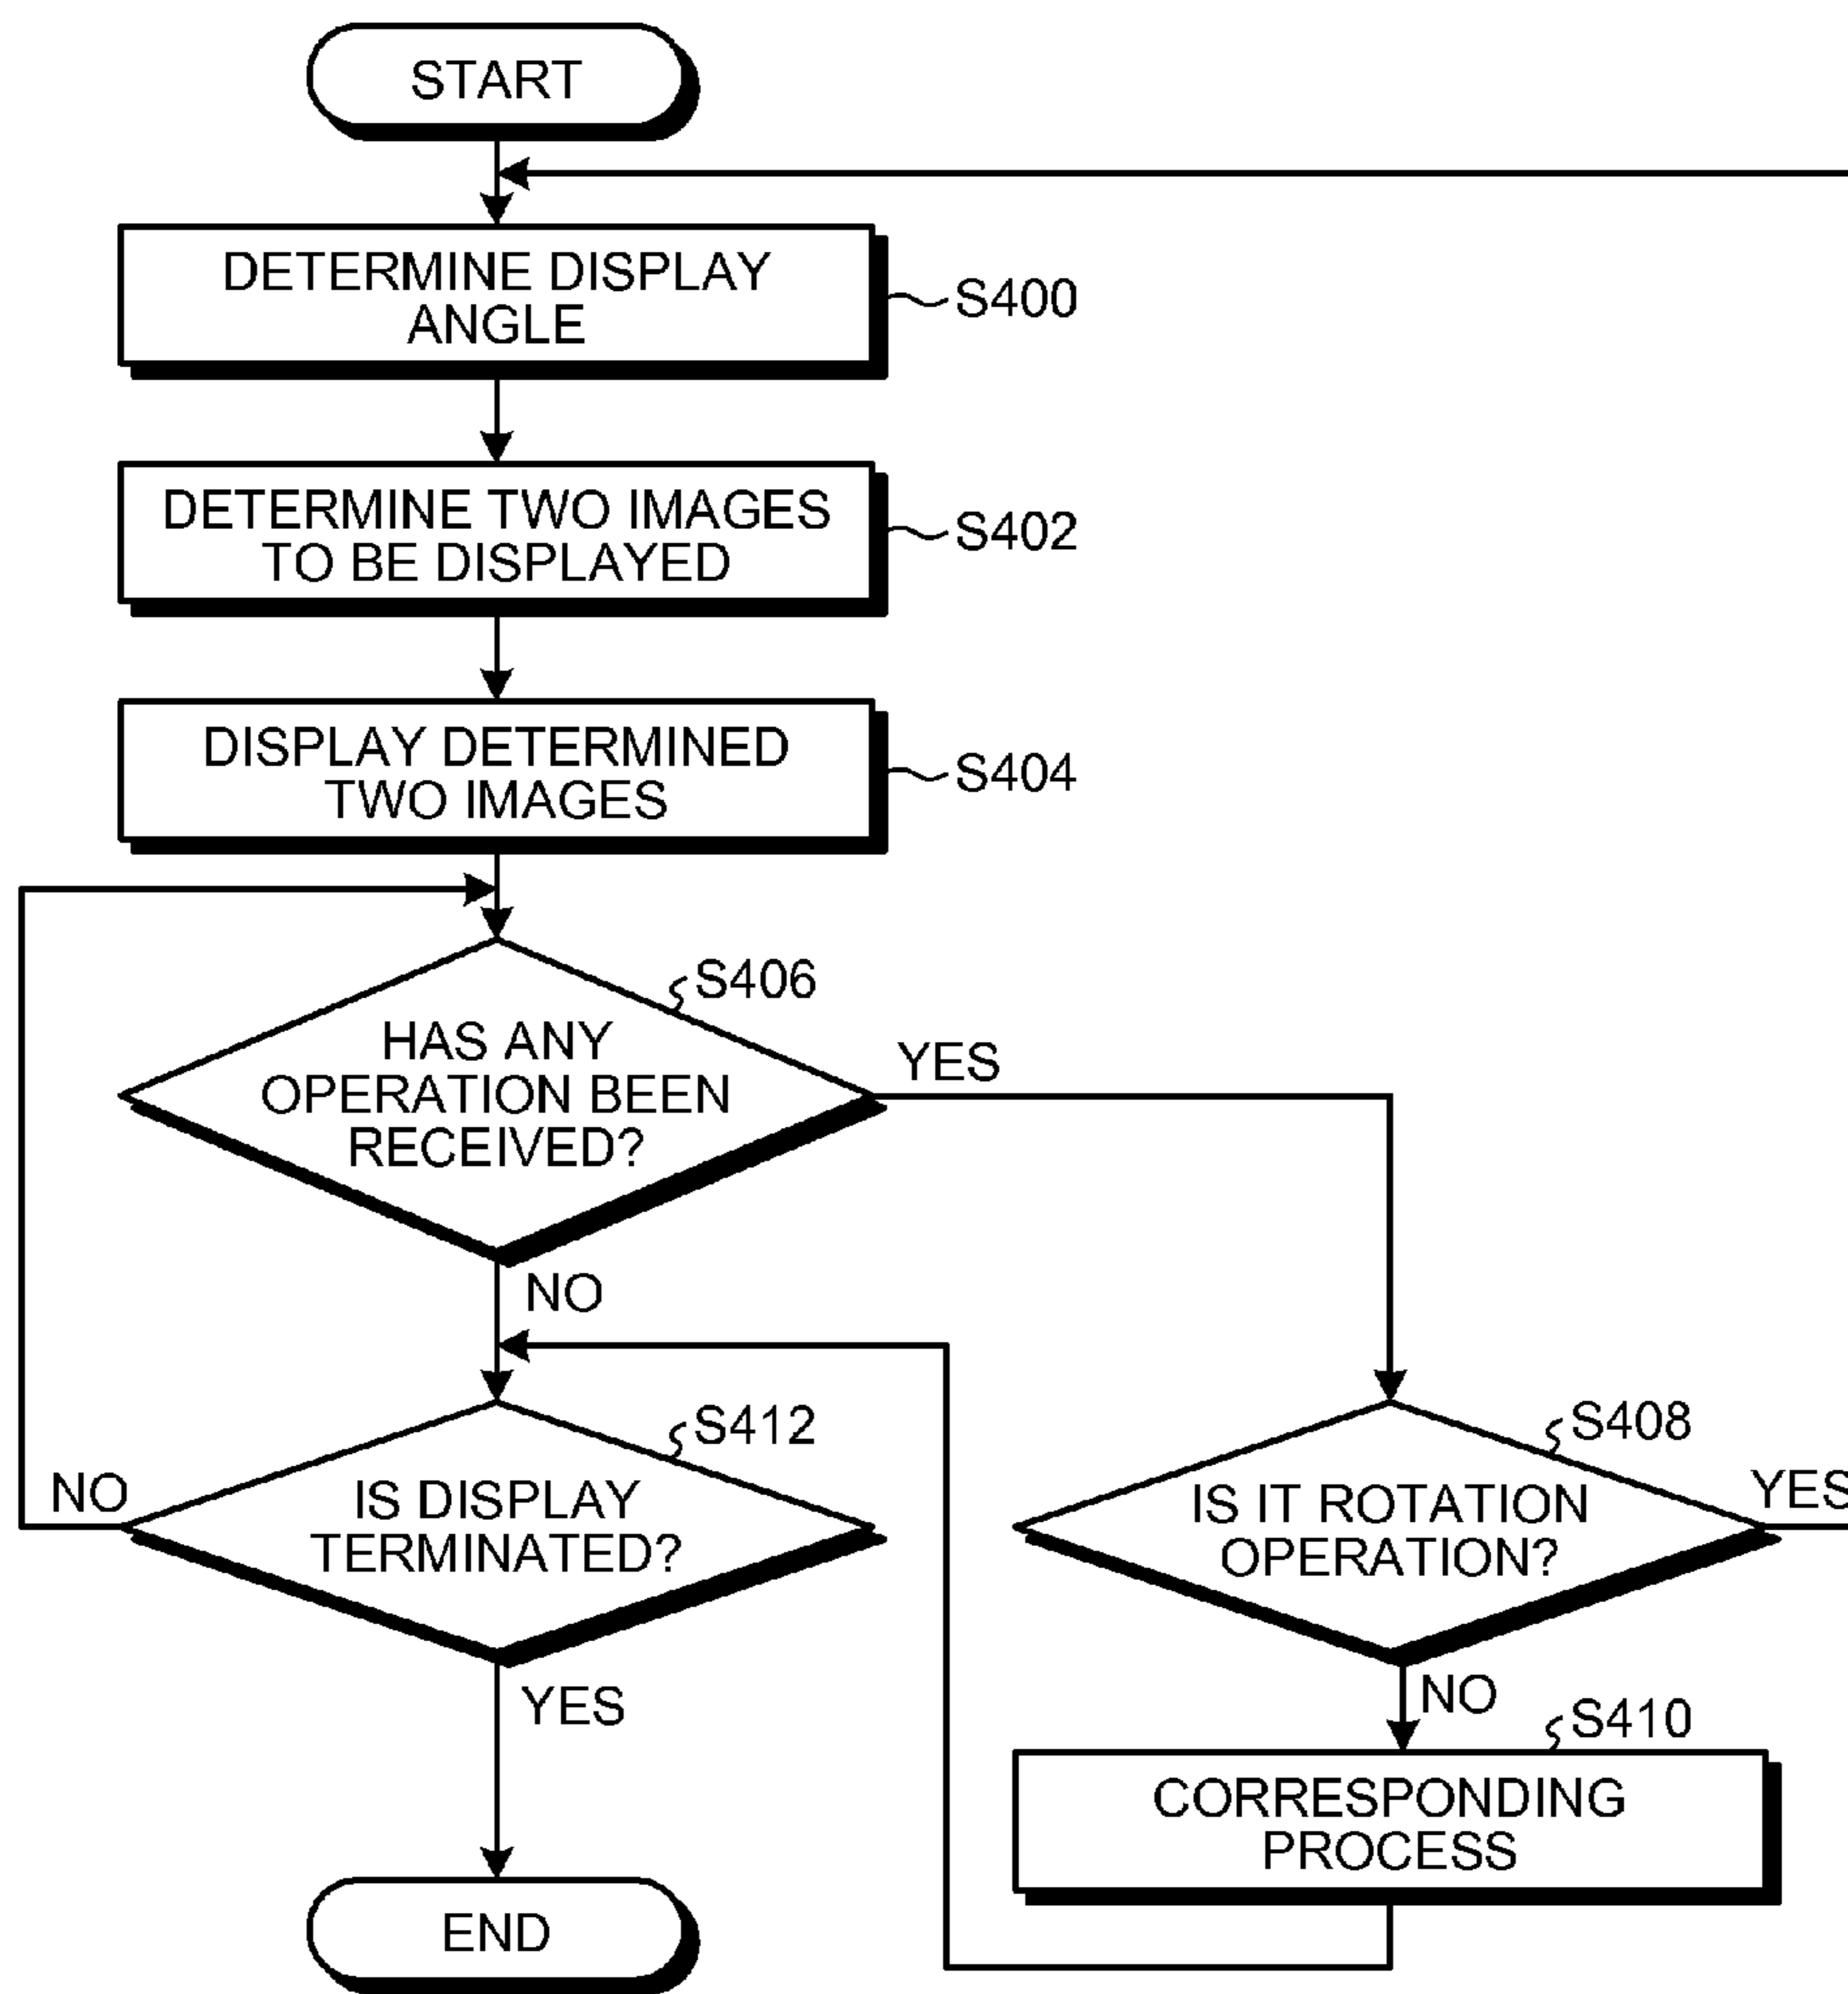 START
DETERMINE DISPLAY
ANGLE
S400
DETERMINE TWO IMAGES
TO BE DISPLAYED
S402
DISPLAY DETERMINED
TWO IMAGES
S404
S406
HAS ANY
OPERATION BEEN
RECEIVED?
YES
NO
S412
IS DISPLAY
TERMINATED?
NO
YES
S408
IS IT ROTATION
OPERATION?
YES
NO
S410
CORRESPONDING
PROCESS
END